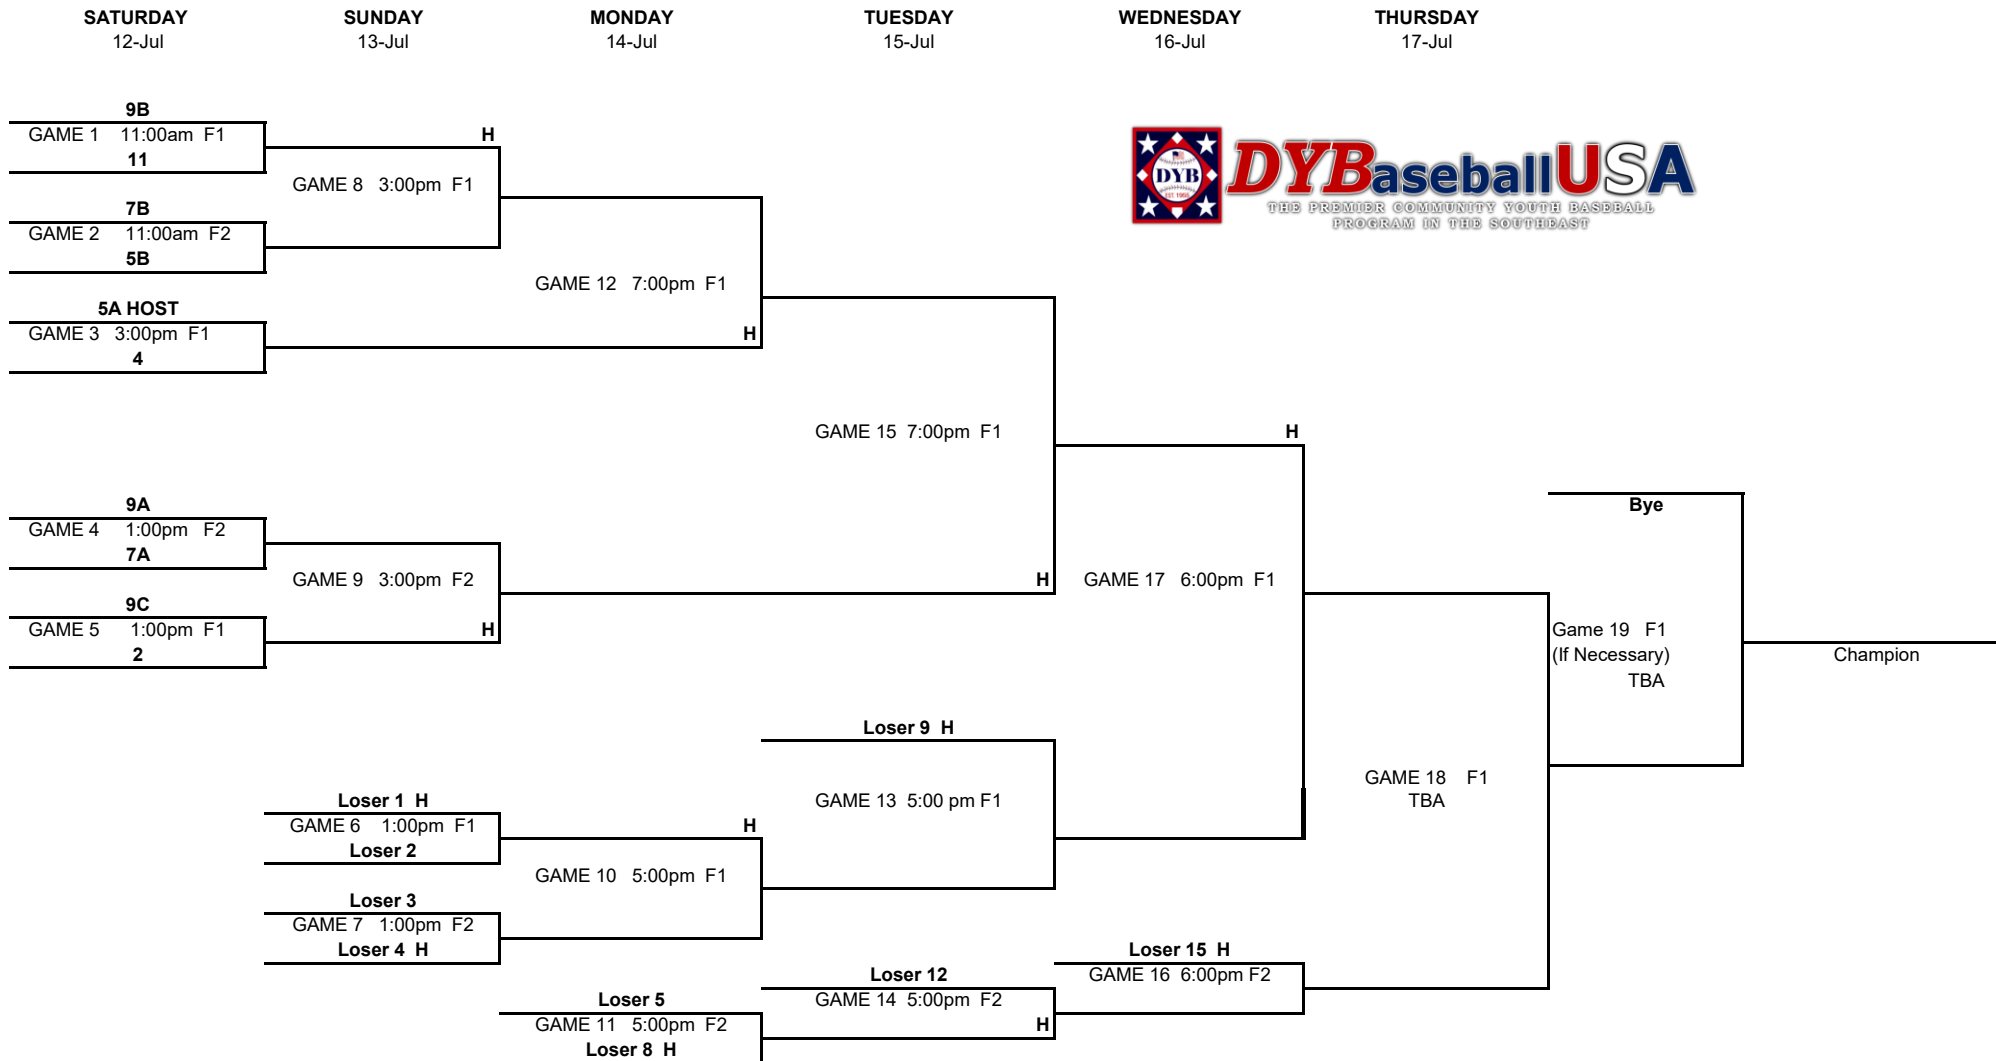 SATURDAY SUNDAY MONDAY TUESDAY WEDNESDAY THURSDAY
12-Jul 13-Jul 14-Jul 15-Jul 16-Jul 17-Jul
9B
GAME 1 11:00am F1
11
H
GAME 8 3:00pm F1
7B
GAME 2 11:00am F2
5B
DYB
EST 1955
DYBaseballUSA
THE PREMIER COMMUNITY YOUTH BASEBALL
PROGRAM IN THE SOUTHEAST
GAME 12 7:00pm F1
5A HOST
GAME 3 3:00pm F1
4
H
GAME 15 7:00pm F1
H
9A
GAME 4 1:00pm F2
7A
GAME 9 3:00pm F2
H
GAME 17 6:00pm F1
Bye
9C
GAME 5 1:00pm F1
2
H
Game 19 F1
(If Necessary)
TBA
Champion
Loser 9 H
GAME 13 5:00 pm F1
GAME 18 F1
TBA
Loser 1 H
GAME 6 1:00pm F1
Loser 2
H
GAME 10 5:00pm F1
Loser 3
GAME 7 1:00pm F2
Loser 4 H
Loser 15 H
GAME 16 6:00pm F2
Loser 12
GAME 14 5:00pm F2
H
Loser 5
GAME 11 5:00pm F2
Loser 8 H